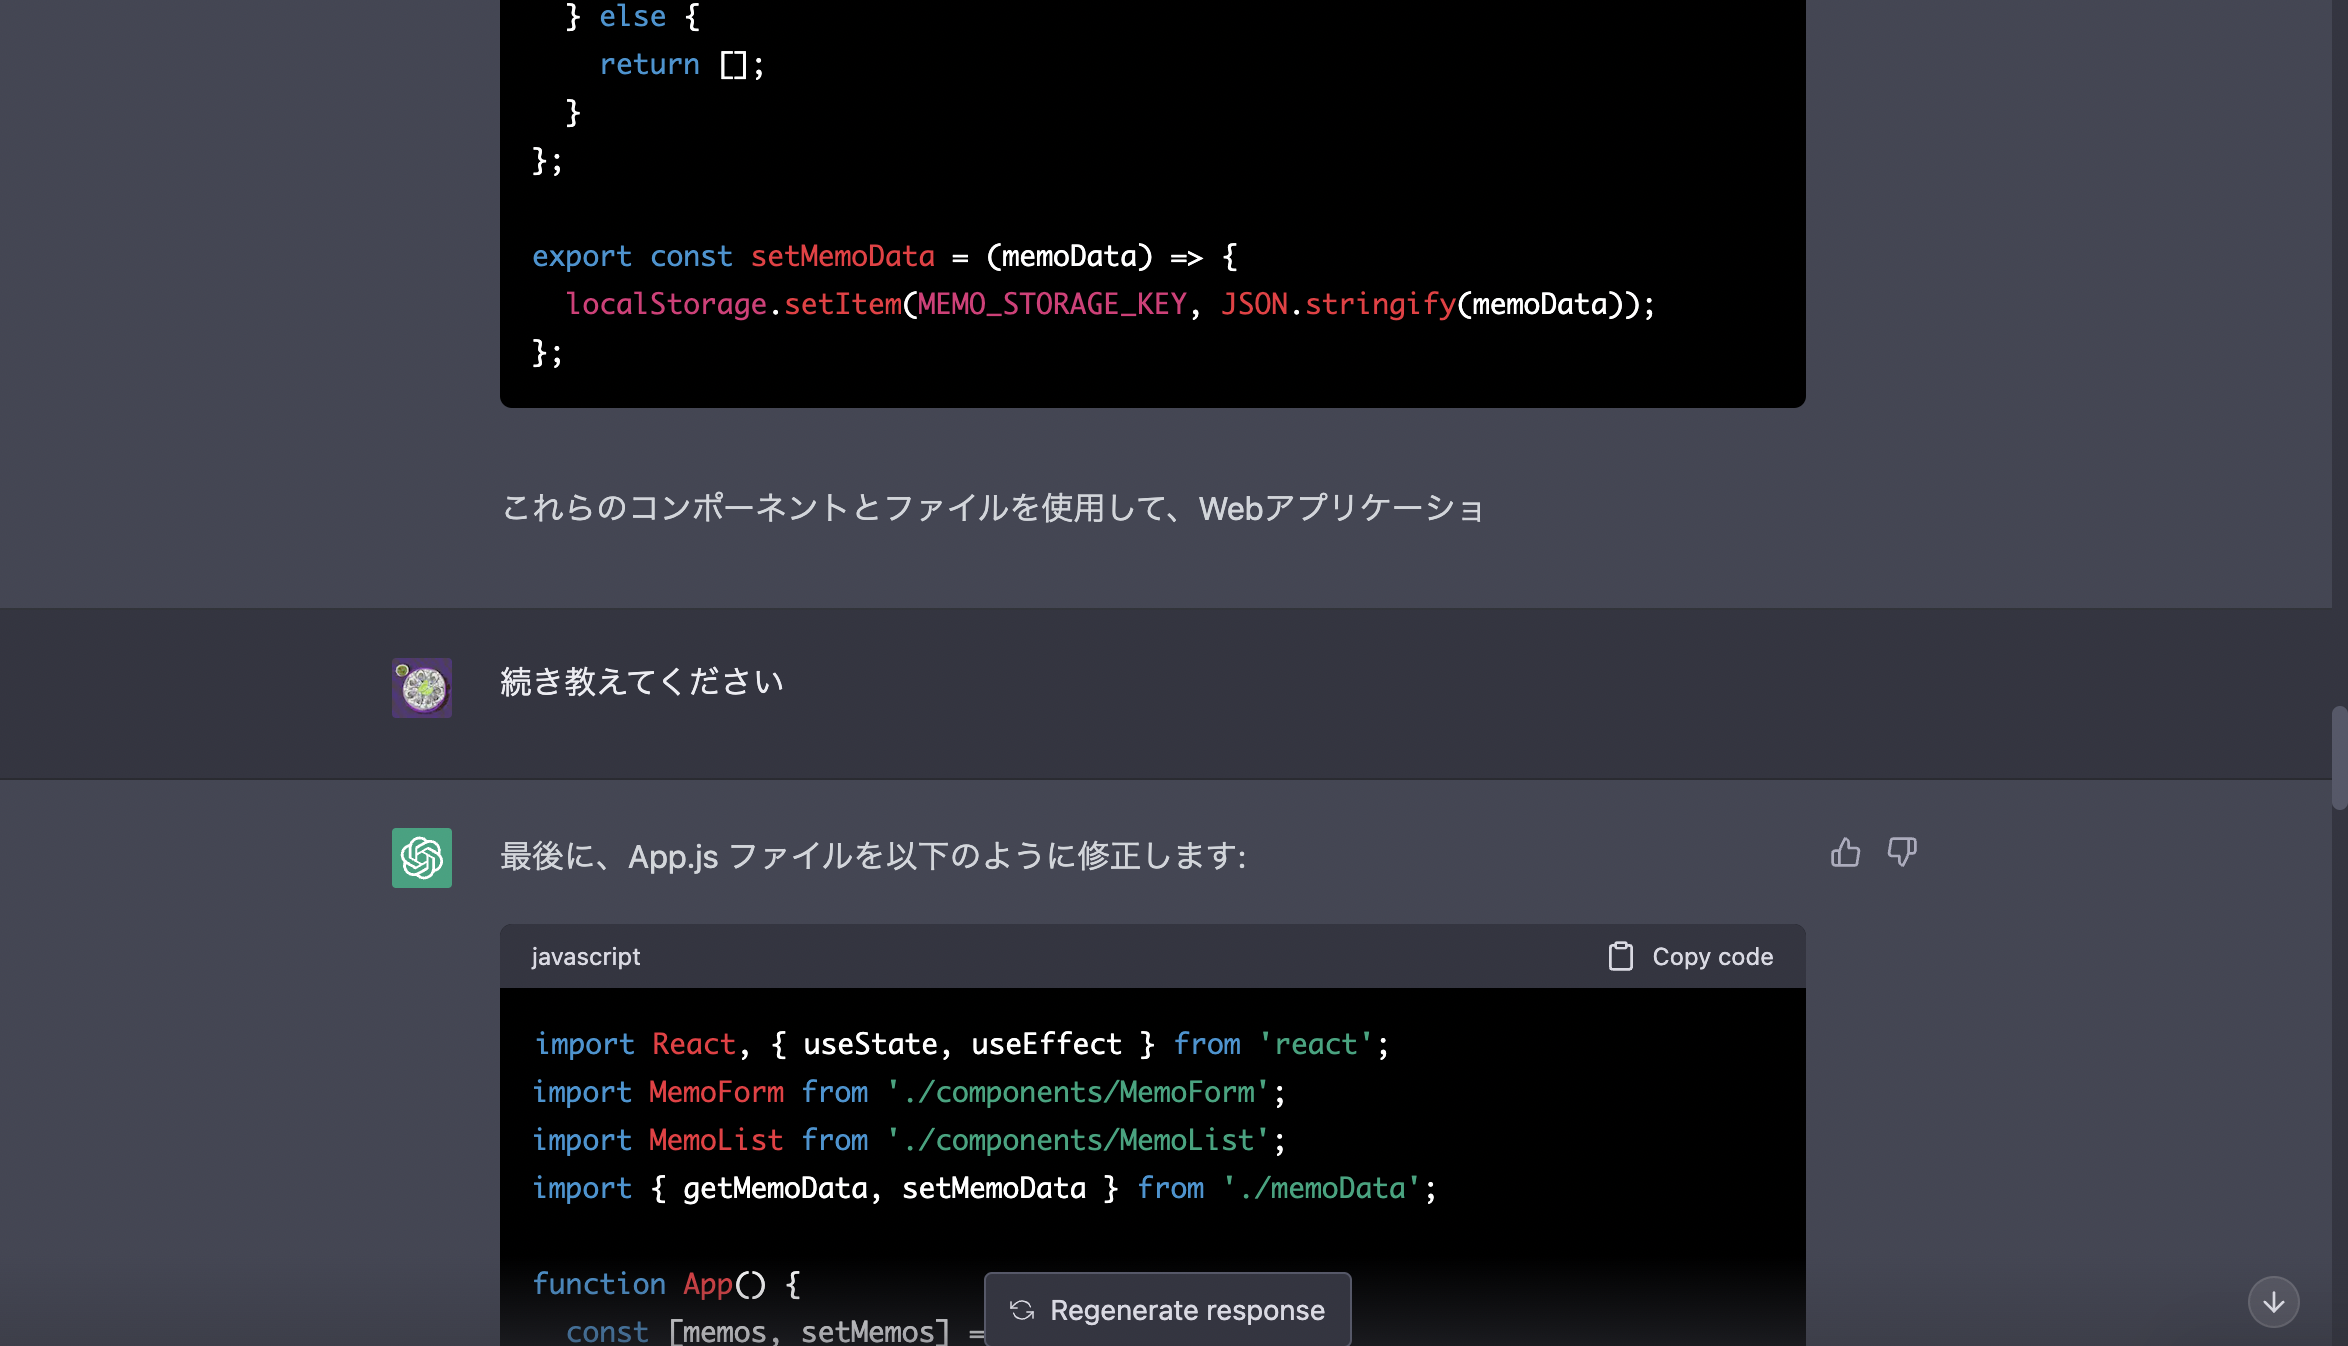 } else {
return [];
}
};
export const setMemoData = (memoData) => {
localStorage.setItem(MEMO_STORAGE_KEY, JSON.stringify(memoData));
};
これらのコンポーネントとファイルを使用して、Webアプリケーショ
続き教えてください
最後に、App.js ファイルを以下のように修正します:
javascript
Copy code
import React, { useState, useEffect } from 'react';
import MemoForm from './components/MemoForm';
import MemoList from './components/MemoList';
import { getMemoData, setMemoData } from './memoData';
function App() {
const [memos, setMemos] =
Regenerate response